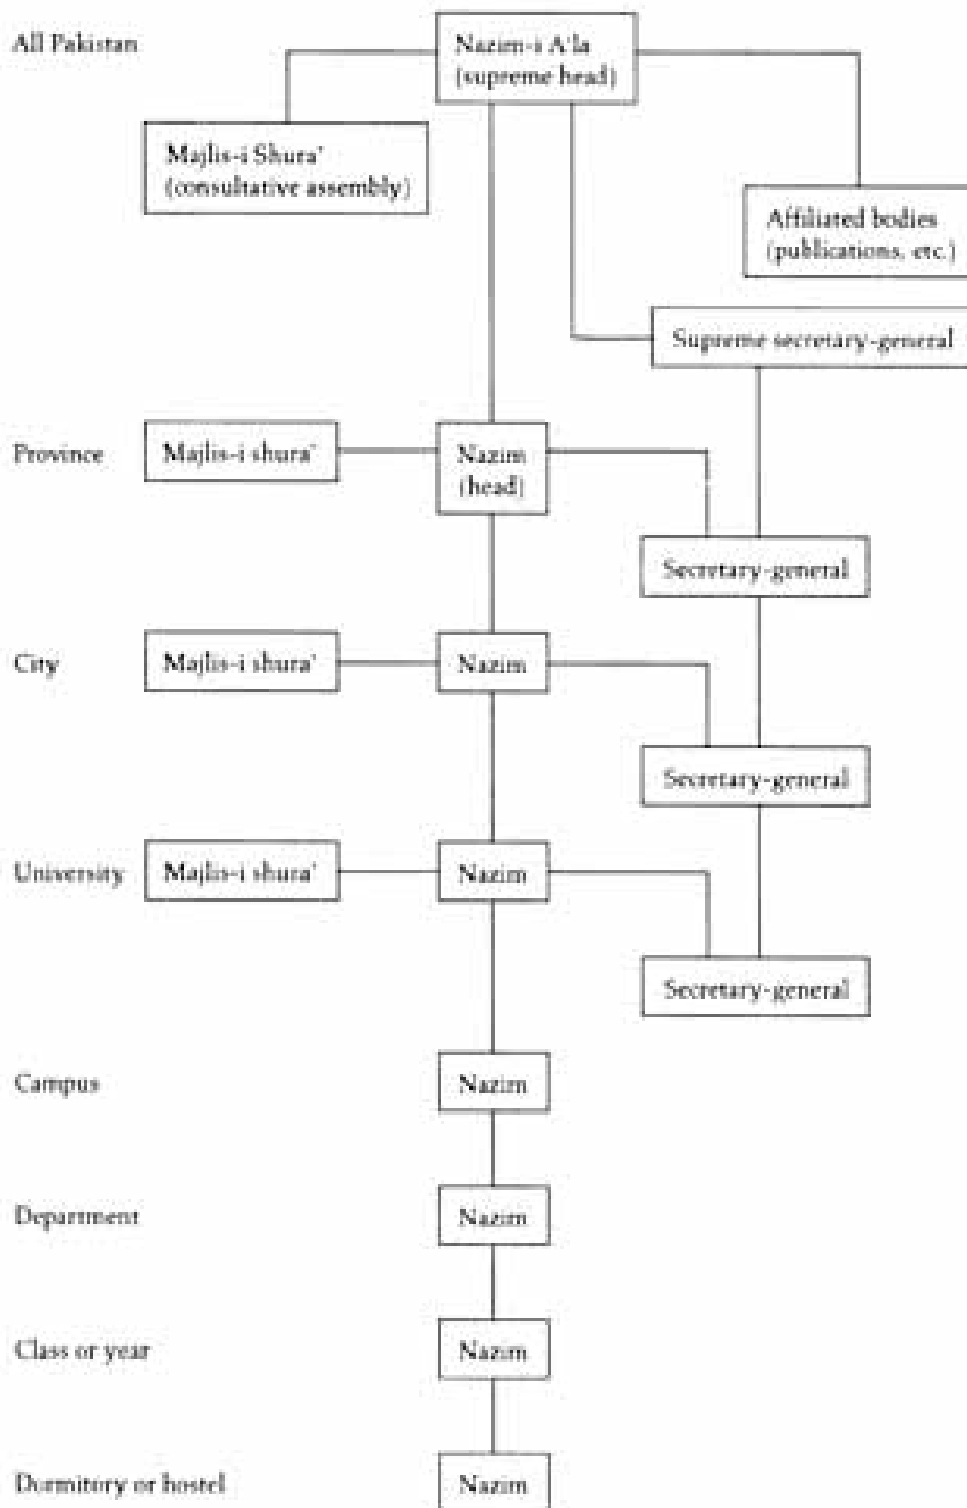 All Pakistan
Nazim-i A'la
(supreme head)
Majlis-i Shura'
(consultative assembly)
Affiliated bodies
(publications, etc.)
Supreme secretary-general
Province
Majlis-i shura'
Nazim
(head)
Secretary-general
City
Majlis-i shura'
Nazim
Secretary-general
University
Majlis-i shura'
Nazim
Secretary-general
Campus
Nazim
Department
Nazim
Class or year
Nazim
Dormitory or hostel
Nazim